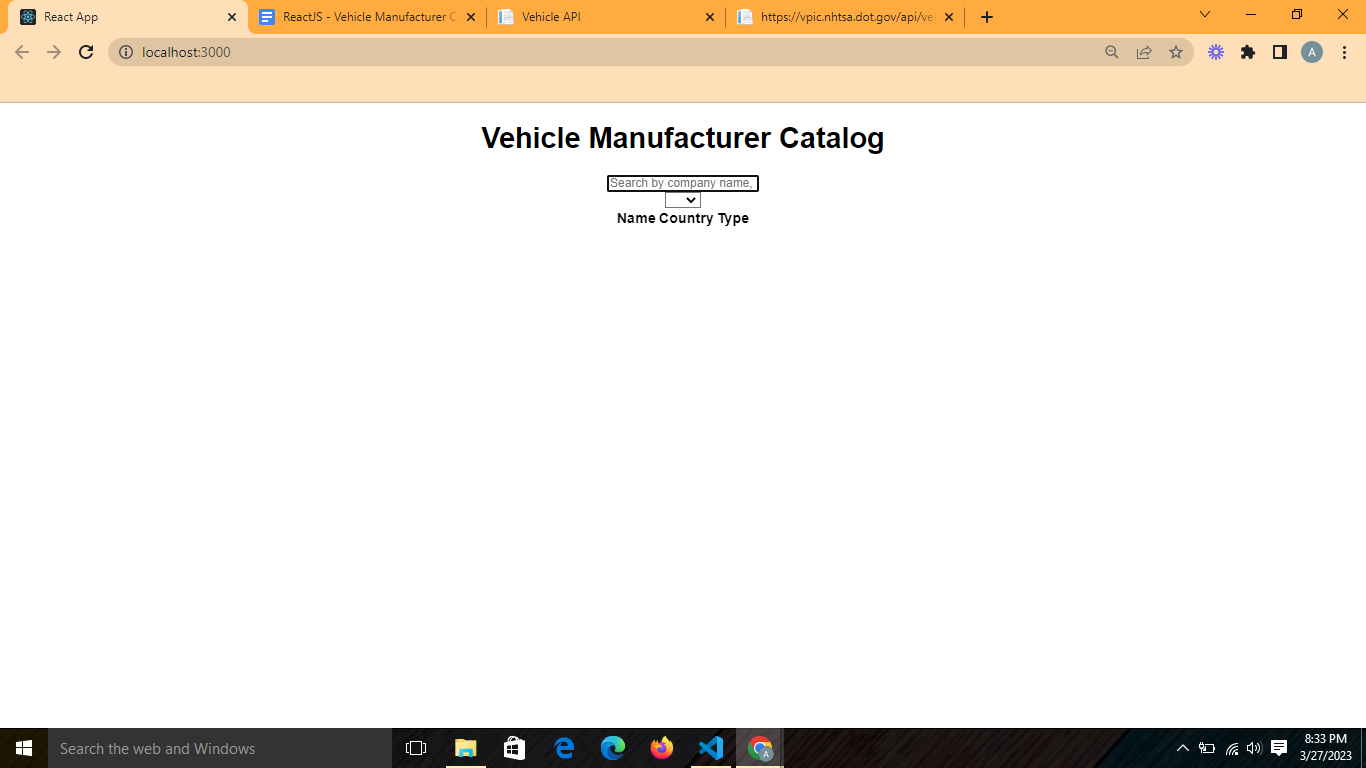 React App
ReactJS - Vehicle Manufacturer C
Vehicle API
https://vpic.nhtsa.dot.gov/api/ve
localhost:3000
A
Vehicle Manufacturer Catalog
Search by company name,
Name Country Type
Search the web and Windows
A
8:33 PM
3/27/2023